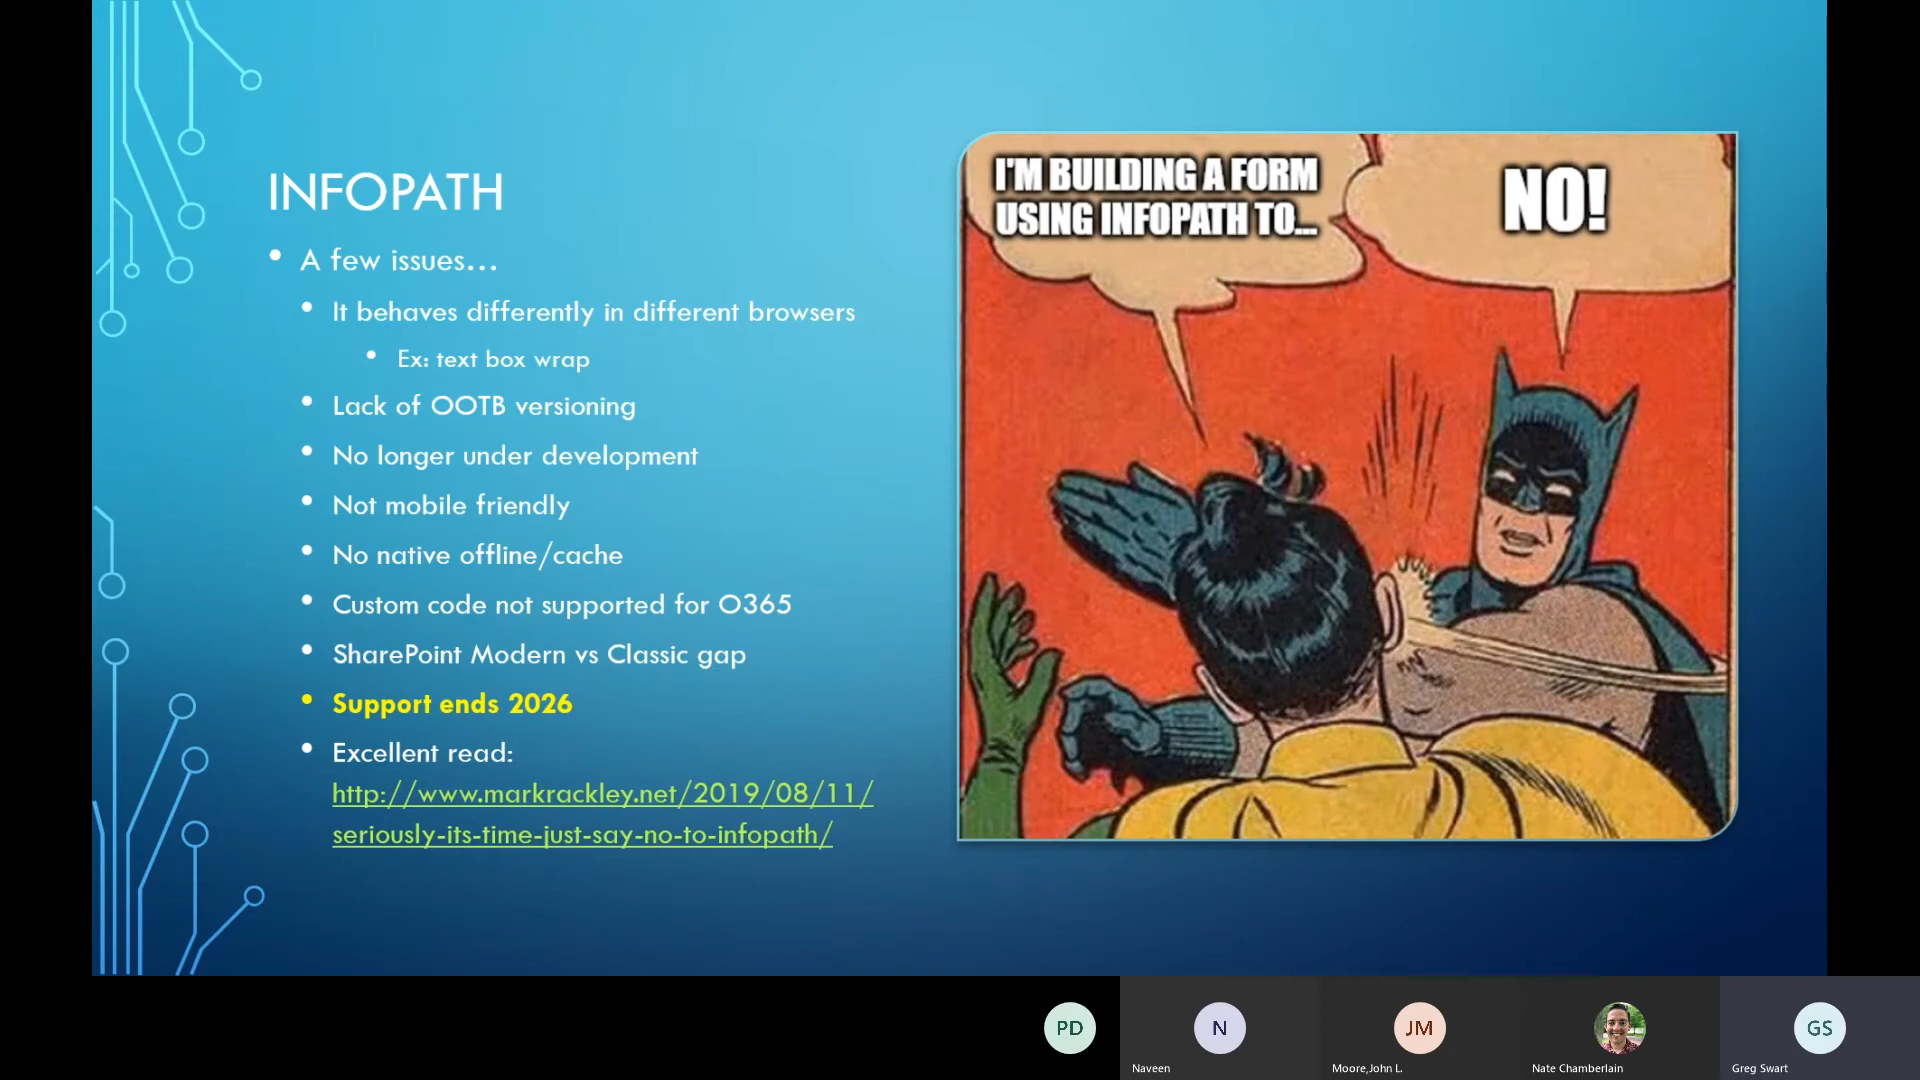 INFOPATH
• A few issues...
• It behaves differently in different browsers
• Ex: text box wrap
• Lack of OOTB versioning
• No longer under development
• Not mobile friendly
• No native offline/cache
• Custom code not supported for O365
• SharePoint Modern vs Classic gap
• Support ends 2026
• Excellent read:
http://www.markrackley.net/2019/08/11/
seriously-its-time-just-say-no-to-infopath/
I'M BUILDING A FORM
USING INFOPATH TO...
NO!
PD
N
JM
GS
Naveen
Moore,John L.
Nate Chamberlain
Greg Swart